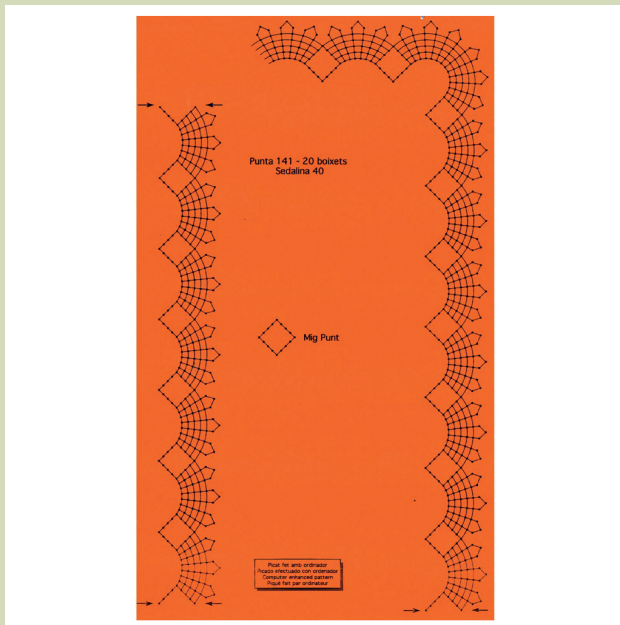 Punta 141 - 20 boixets
Sedalina 40
Mig Punt
Picat fet amb ordinador
Picado efectuado con ordenador
Computer enhanced pattern
Piqué fait par ordinateur